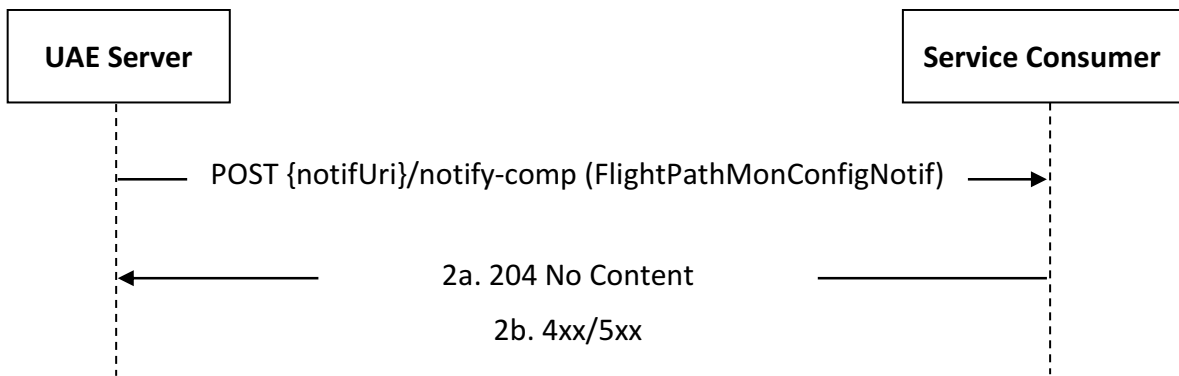 UAE Server
Service Consumer
POST {notifUri}/notify-comp (FlightPathMonConfigNotif)
2a. 204 No Content
2b. 4xx/5xx